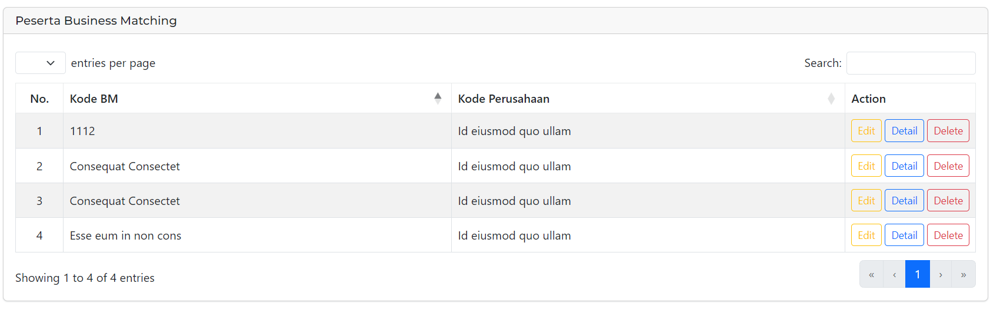 Peserta Business Matching
entries per page Search:
No. Kode BM Kode Perusahaan Action
1 1112 Id eiusmod quo ullam Edit Detail Delete
2 Consequat Consectet Id eiusmod quo ullam Edit Detail Delete
3 Consequat Consectet Id eiusmod quo ullam Edit Detail Delete
4 Esse eum in non cons Id eiusmod quo ullam Edit Detail Delete
Showing 1 to 4 of 4 entries « ‹ 1 › »